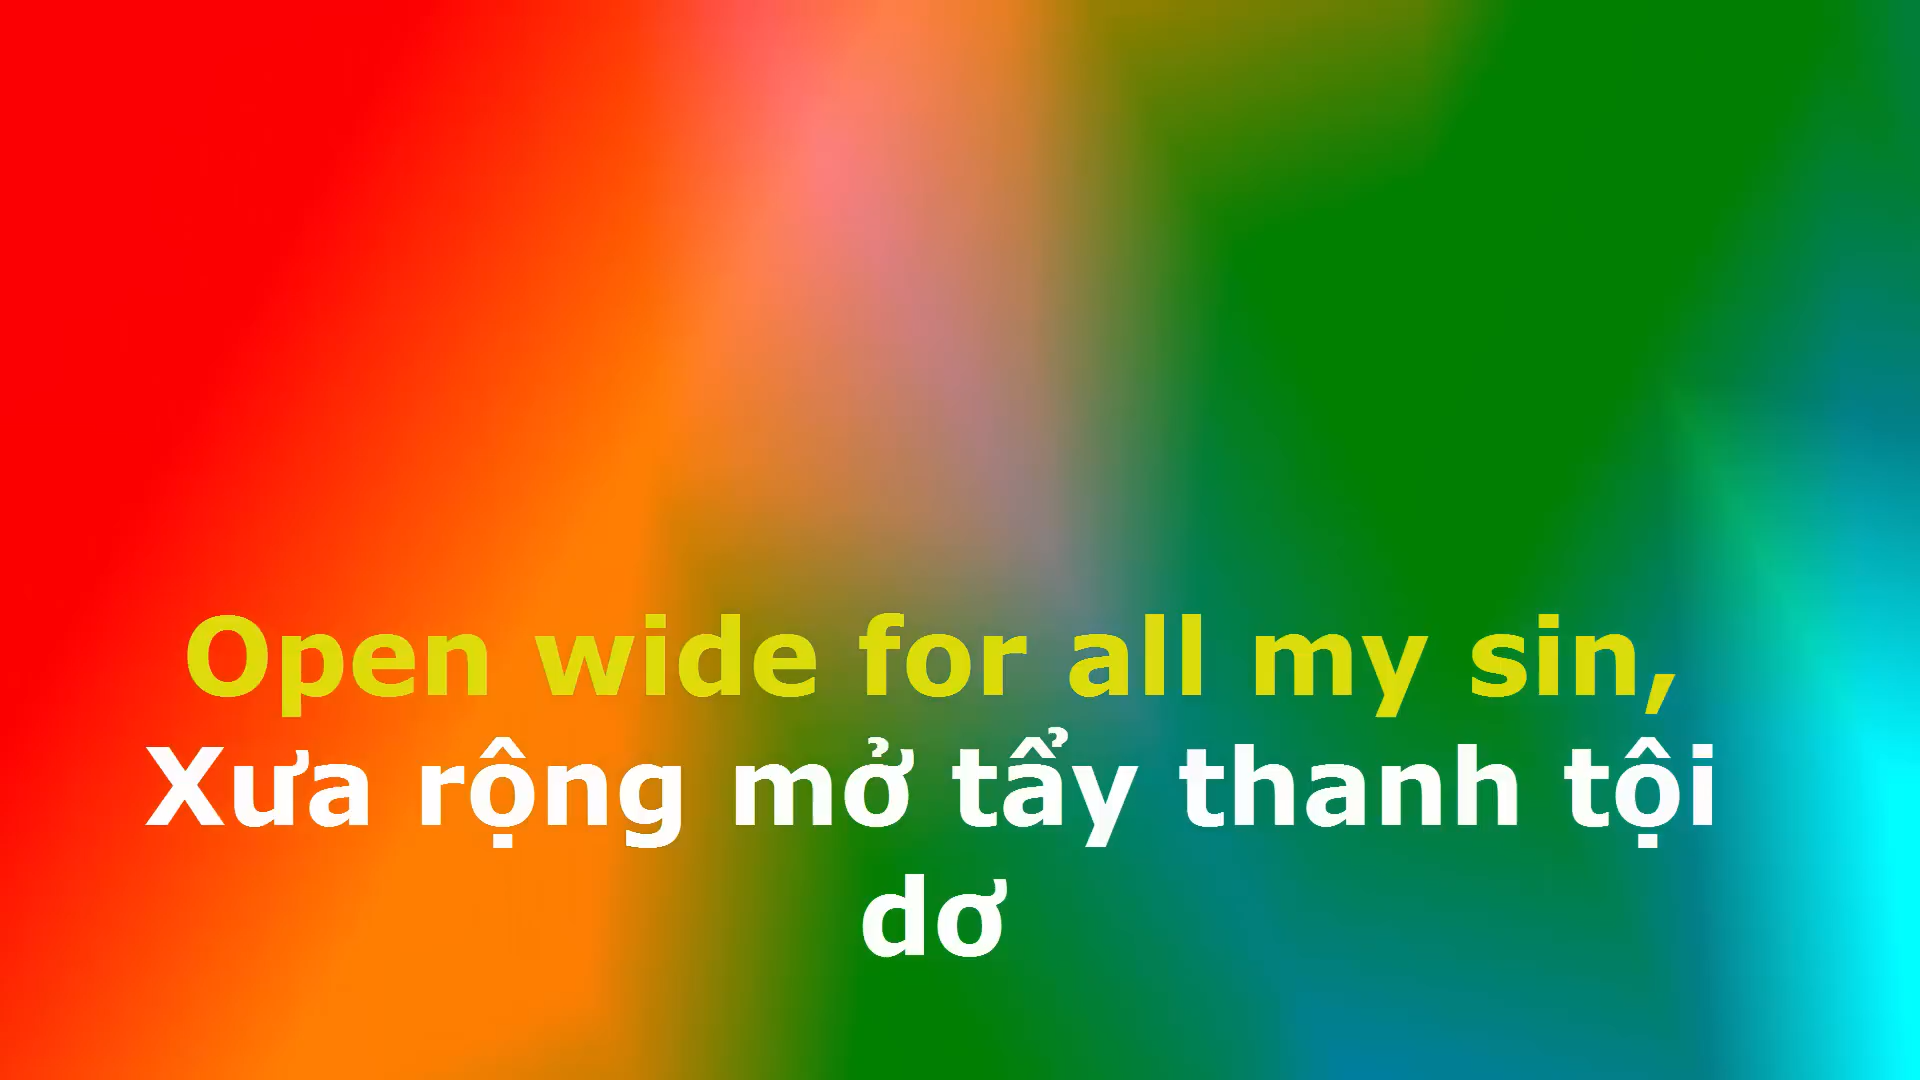 Open wide for all my sin,
Xưa rộng mở tẩy thanh tội
dơ